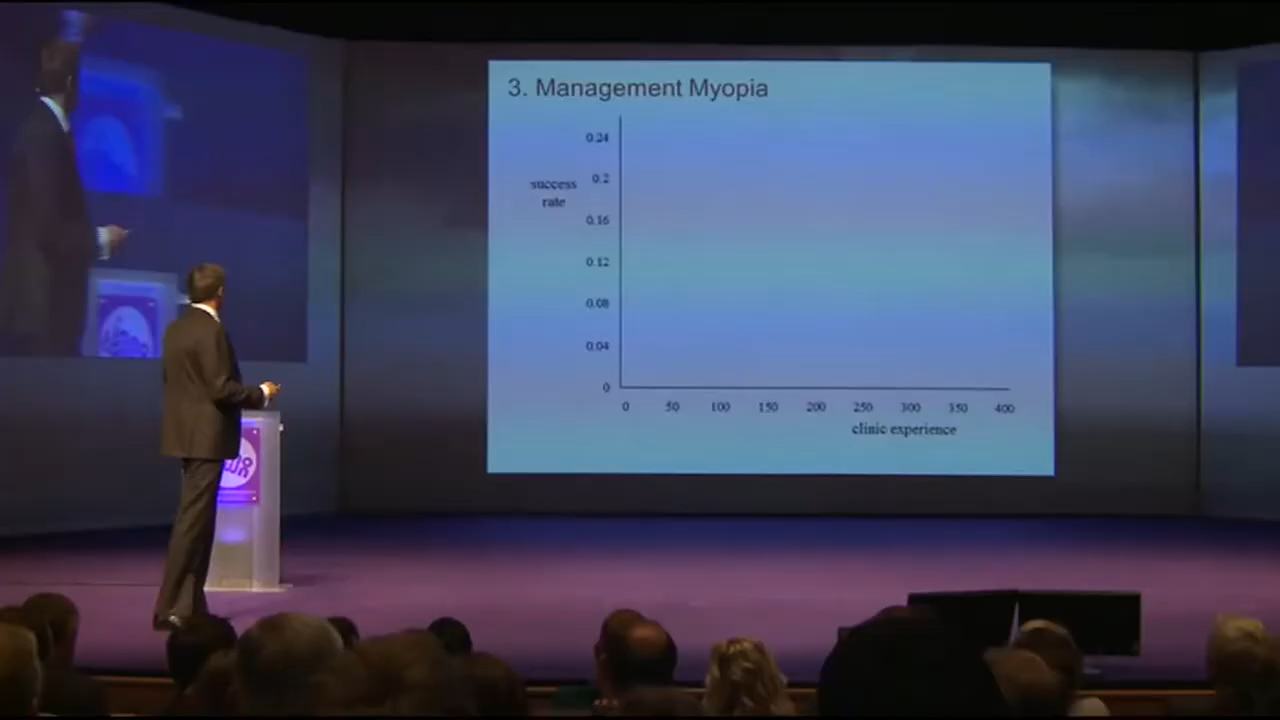 3. Management Myopia
0.24
success
rate
0.2
0.16
0.12
0.08
0.04
0
0 50 100 150 200 250 300 350 400
clinic experience